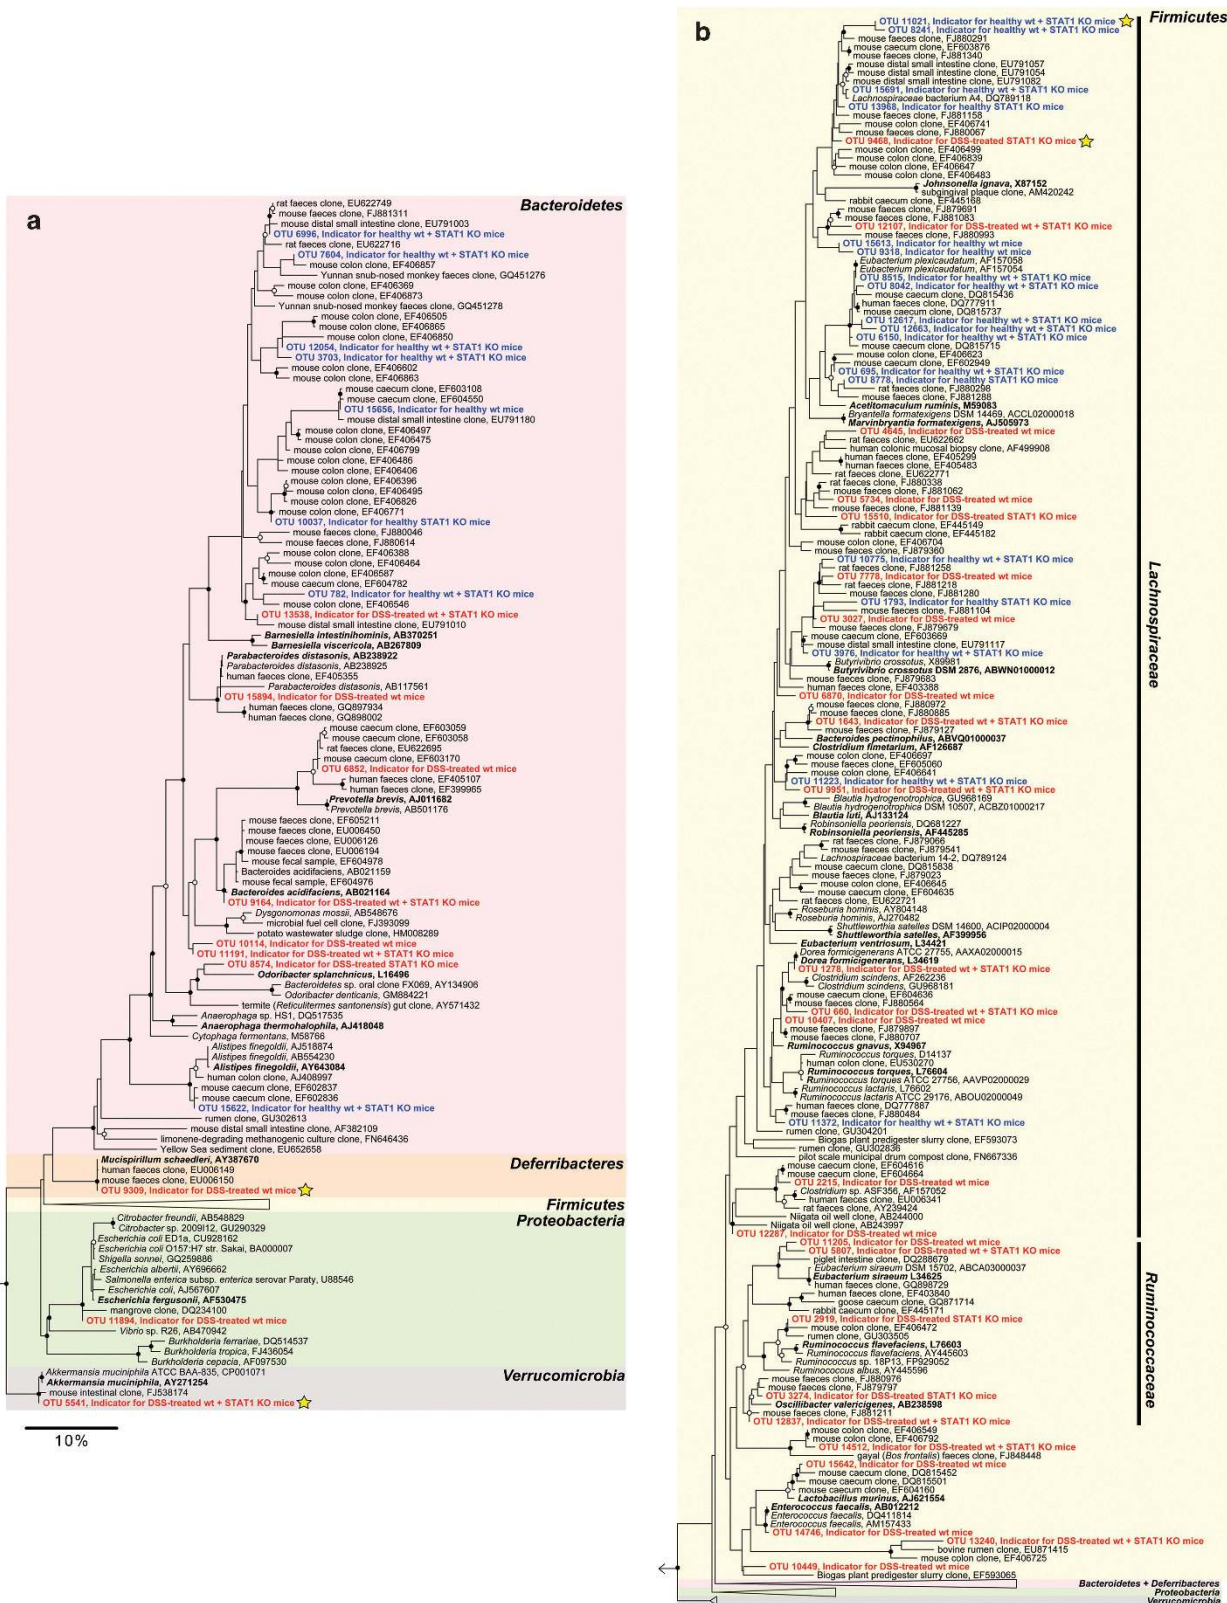 a
Bacteroidetes
rat faeces clone, EU622749
mouse faeces clone, FJ881311
mouse distal small intestine clone, EU791003
OTU 6996, Indicator for healthy wt + STAT1 KO mice
rat faeces clone, EU622716
OTU 7604, Indicator for healthy wt + STAT1 KO mice
mouse colon clone, EF406857
Yunnan snub-nosed monkey faeces clone, GQ451276
mouse colon clone, EF406369
mouse colon clone, EF406873
Yunnan snub-nosed monkey faeces clone, GQ451278
mouse colon clone, EF406505
mouse colon clone, EF406865
mouse colon clone, EF406850
OTU 12054, Indicator for healthy wt + STAT1 KO mice
OTU 3703, Indicator for healthy wt + STAT1 KO mice
mouse colon clone, EF406602
mouse colon clone, EF406863
mouse caecum clone, EF603108
mouse caecum clone, EF604550
OTU 15656, Indicator for healthy wt mice
mouse distal small intestine clone, EU791180
mouse colon clone, EF406497
mouse colon clone, EF406475
mouse colon clone, EF406799
mouse colon clone, EF406486
mouse colon clone, EF406406
mouse colon clone, EF406396
mouse colon clone, EF406495
mouse colon clone, EF406826
mouse colon clone, EF406771
OTU 10037, Indicator for healthy STAT1 KO mice
mouse faeces clone, FJ880046
mouse faeces clone, FJ880614
mouse colon clone, EF406388
mouse colon clone, EF406464
mouse colon clone, EF406587
mouse caecum clone, EF604782
OTU 782, Indicator for healthy wt + STAT1 KO mice
mouse colon clone, EF406546
OTU 13538, Indicator for DSS-treated wt + STAT1 KO mice
mouse distal small intestine clone, EU791010
Barnesiella intestinihominis, AB370251
Barnesiella viscericola, AB267809
Parabacteroides distasonis, AB238922
Parabacteroides distasonis, AB238925
human faeces clone, EF405355
Parabacteroides distasonis, AB117561
OTU 15894, Indicator for DSS-treated wt mice
human faeces clone, GQ897934
human faeces clone, GQ898002
mouse caecum clone, EF603059
mouse caecum clone, EF603058
rat faeces clone, EU622695
mouse caecum clone, EF603170
OTU 6852, Indicator for DSS-treated wt mice
human faeces clone, EF405107
human faeces clone, EF399965
Prevotella brevis, AJ011682
Prevotella brevis, AB501176
mouse faeces clone, EF605211
mouse faeces clone, EU006450
mouse faeces clone, EU006126
mouse faeces clone, EU006194
mouse fecal sample, EF604978
Bacteroides acidifaciens, AB021159
mouse fecal sample, EF604976
Bacteroides acidifaciens, AB021164
OTU 9164, Indicator for DSS-treated wt + STAT1 KO mice
Dysgonomonas mossii, AB548676
microbial fuel cell clone, FJ393099
potato wastewater sludge clone, HM008289
OTU 10114, Indicator for DSS-treated wt mice
OTU 11191, Indicator for DSS-treated wt + STAT1 KO mice
OTU 8574, Indicator for DSS-treated STAT1 KO mice
Odoribacter splanchnicus, L16496
Bacteroidetes sp. oral clone FX069, AY134906
Odoribacter denticanis, GM884221
termite (Reticulitermes santonensis) gut clone, AY571432
Anaerophaga sp. HS1, DQ517535
Anaerophaga thermohalophila, AJ418048
Cytophaga fermentans, M58766
Alistipes finegoldii, AJ518874
Alistipes finegoldii, AB554230
Alistipes finegoldii, AY643084
human colon clone, AJ408997
mouse caecum clone, EF602837
mouse caecum clone, EF602836
OTU 15622, Indicator for healthy wt + STAT1 KO mice
rumen clone, GU302613
mouse distal small intestine clone, AF382109
limonene-degrading methanogenic culture clone, FN646436
Yellow Sea sediment clone, EU652658
Mucispirillum schaedleri, AY387670
Deferribacteres
human faeces clone, EU006149
mouse faeces clone, EU006150
OTU 9309, Indicator for DSS-treated wt mice
Firmicutes
Proteobacteria
Citrobacter freundii, AB548829
Citrobacter sp. 2009I12, GU290329
Escherichia coli ED1a, CU928162
Escherichia coli O157:H7 str. Sakai, BA000007
Shigella sonnei, GQ259886
Escherichia albertii, AY696662
Salmonella enterica subsp. enterica serovar Paraty, U88546
Escherichia coli, AJ567607
Escherichia fergusonii, AF530475
mangrove clone, DQ234100
OTU 11894, Indicator for DSS-treated wt mice
Vibrio sp. R26, AB470942
Burkholderia ferrariae, DQ514537
Burkholderia tropica, FJ436054
Burkholderia cepacia, AF097530
Akkermansia muciniphila ATCC BAA-835, CP001071
Verrucomicrobia
Akkermansia muciniphila, AY271254
mouse intestinal clone, FJ538174
OTU 5541, Indicator for DSS-treated wt + STAT1 KO mice
10%
b
Firmicutes
OTU 11021, Indicator for healthy wt + STAT1 KO mice
OTU 8241, Indicator for healthy wt + STAT1 KO mice
mouse faeces clone, FJ880291
mouse caecum clone, EF603876
mouse faeces clone, FJ881340
mouse distal small intestine clone, EU791057
mouse distal small intestine clone, EU791054
mouse distal small intestine clone, EU791082
OTU 15691, Indicator for healthy wt + STAT1 KO mice
Lachnospiraceae bacterium A4, DQ789118
OTU 13968, Indicator for healthy STAT1 KO mice
mouse faeces clone, FJ881158
mouse colon clone, EF406741
mouse faeces clone, FJ880067
OTU 9468, Indicator for DSS-treated STAT1 KO mice
mouse colon clone, EF406499
mouse colon clone, EF406839
mouse colon clone, EF406647
mouse colon clone, EF406483
Johnsonella ignava, X87152
subgingival plaque clone, AM420242
rabbit caecum clone, EF445168
mouse faeces clone, FJ879691
mouse faeces clone, FJ881083
OTU 12107, Indicator for DSS-treated wt + STAT1 KO mice
mouse faeces clone, FJ880993
OTU 15613, Indicator for healthy wt mice
OTU 9318, Indicator for healthy wt mice
Eubacterium plexicaudatum, AF157058
Eubacterium plexicaudatum, AF157054
OTU 8515, Indicator for healthy wt + STAT1 KO mice
OTU 8042, Indicator for healthy wt + STAT1 KO mice
mouse caecum clone, DQ815436
human faeces clone, DQ777911
mouse caecum clone, DQ815737
OTU 12617, Indicator for healthy wt + STAT1 KO mice
OTU 12663, Indicator for healthy wt + STAT1 KO mice
OTU 6150, Indicator for healthy wt + STAT1 KO mice
mouse caecum clone, DQ815715
mouse colon clone, EF406623
mouse caecum clone, EF602949
OTU 695, Indicator for healthy wt + STAT1 KO mice
OTU 8778, Indicator for healthy STAT1 KO mice
rat faeces clone, FJ880298
mouse faeces clone, FJ881288
Acetitomaculum ruminis, M59083
Bryantella formatexigens DSM 14469, ACCL02000018
Marvinbryantia formatexigens, AJ505973
OTU 4645, Indicator for DSS-treated wt mice
rat faeces clone, EU622662
human colonic mucosal biopsy clone, AF499908
human faeces clone, EF405299
human faeces clone, EF405483
rat faeces clone, EU622771
rat faeces clone, FJ880338
mouse faeces clone, FJ881062
OTU 5734, Indicator for DSS-treated wt mice
mouse faeces clone, FJ881139
OTU 15510, Indicator for DSS-treated STAT1 KO mice
rabbit caecum clone, EF445149
rabbit caecum clone, EF445182
mouse colon clone, EF406704
mouse faeces clone, FJ879360
OTU 10775, Indicator for healthy wt + STAT1 KO mice
rat faeces clone, FJ881258
OTU 7778, Indicator for DSS-treated wt mice
rat faeces clone, FJ881218
mouse faeces clone, FJ881280
OTU 1793, Indicator for healthy STAT1 KO mice
mouse faeces clone, FJ881104
OTU 3027, Indicator for DSS-treated wt mice
mouse faeces clone, FJ879679
mouse caecum clone, EF603669
mouse distal small intestine clone, EU791117
OTU 3976, Indicator for healthy wt + STAT1 KO mice
Butyrivibrio crossotus, X89981
Butyrivibrio crossotus DSM 2876, ABWN01000012
mouse faeces clone, FJ879683
human faeces clone, EF403388
OTU 6870, Indicator for DSS-treated wt mice
mouse faeces clone, FJ880972
mouse faeces clone, FJ880885
OTU 1643, Indicator for DSS-treated wt + STAT1 KO mice
mouse faeces clone, FJ879127
Bacteroides pectinophilus, ABVQ01000037
Clostridium fimetarium, AF126687
mouse colon clone, EF406697
mouse faeces clone, EF605060
mouse colon clone, EF406641
OTU 11223, Indicator for healthy wt + STAT1 KO mice
OTU 9951, Indicator for DSS-treated wt + STAT1 KO mice
Blautia hydrogenotrophica, GU968169
Blautia hydrogenotrophica DSM 10507, ACBZ01000217
Blautia luti, AJ133124
Robinsoniella peoriensis, DQ681227
Robinsoniella peoriensis, AF445285
rat faeces clone, FJ879066
mouse faeces clone, FJ879541
Lachnospiraceae bacterium 14-2, DQ789124
mouse caecum clone, DQ815838
mouse faeces clone, FJ879023
mouse colon clone, EF406645
mouse caecum clone, EF604635
rat faeces clone, EU622721
Roseburia hominis, AY804148
Roseburia hominis, AJ270482
Shuttleworthia satelles DSM 14600, ACIP02000004
Shuttleworthia satelles, AF399956
Eubacterium ventriosum, L34421
Dorea formicigenerans ATCC 27755, AAXA02000015
Dorea formicigenerans, L34619
OTU 1278, Indicator for DSS-treated wt + STAT1 KO mice
Clostridium scindens, AF262236
Clostridium scindens, GU968181
mouse caecum clone, EF604636
mouse faeces clone, FJ880564
OTU 660, Indicator for DSS-treated wt + STAT1 KO mice
OTU 10407, Indicator for DSS-treated wt mice
mouse faeces clone, FJ879897
mouse faeces clone, FJ880707
Ruminococcus gnavus, X94967
Ruminococcus torques, D14137
human colon clone, EU530270
Ruminococcus torques, L76604
Ruminococcus torques ATCC 27756, AAVP02000029
Ruminococcus lactaris, L76602
Ruminococcus lactaris ATCC 29176, ABOU02000049
human faeces clone, DQ777887
mouse faeces clone, FJ880484
OTU 11372, Indicator for healthy wt + STAT1 KO mice
rumen clone, GU304201
Biogas plant predigester slurry clone, EF593073
rumen clone, GU302836
pilot scale municipal drum compost clone, FN667336
mouse caecum clone, EF604616
mouse caecum clone, EF604664
OTU 2215, Indicator for DSS-treated wt mice
Clostridium sp. ASF356, AF157052
human faeces clone, EU006341
rat faeces clone, AY239424
Niigata oil well clone, AB244000
Niigata oil well clone, AB243997
OTU 12287, Indicator for DSS-treated wt mice
Lachnospiraceae
OTU 11205, Indicator for DSS-treated wt mice
OTU 5807, Indicator for DSS-treated wt + STAT1 KO mice
piglet intestine clone, DQ288679
Eubacterium siraeum DSM 15702, ABCA03000037
Eubacterium siraeum L34625
human faeces clone, GQ898729
human faeces clone, EF403840
goose caecum clone, GQ871714
rabbit caecum clone, EF445171
OTU 2919, Indicator for DSS-treated STAT1 KO mice
mouse colon clone, EF406472
rumen clone, GU303505
Ruminococcus flavefaciens, L76603
Ruminococcus flavefaciens, AY445603
Ruminococcus sp. 18P13, FP929052
Ruminococcus albus, AY445596
mouse faeces clone, FJ880976
mouse faeces clone, FJ879797
OTU 3274, Indicator for DSS-treated STAT1 KO mice
Oscillibacter valericigenes, AB238598
mouse faeces clone, FJ881211
OTU 12837, Indicator for DSS-treated wt + STAT1 KO mice
Ruminococcaceae
mouse colon clone, EF406549
mouse colon clone, EF406792
OTU 14512, Indicator for DSS-treated wt + STAT1 KO mice
gayal (Bos frontalis) faeces clone, FJ848448
OTU 15642, Indicator for DSS-treated wt mice
mouse caecum clone, DQ815452
mouse caecum clone, DQ815501
mouse caecum clone, EF604160
Lactobacillus murinus, AJ621554
Enterococcus faecalis, AB012212
Enterococcus faecalis, DQ411814
Enterococcus faecalis, AM157433
OTU 14746, Indicator for DSS-treated wt mice
OTU 13240, Indicator for DSS-treated wt + STAT1 KO mice
bovine rumen clone, EU871415
mouse colon clone, EF406725
OTU 10449, Indicator for DSS-treated wt mice
Biogas plant predigester slurry clone, EF593065
Bacteroidetes + Deferribacteres
Proteobacteria
Verrucomicrobia